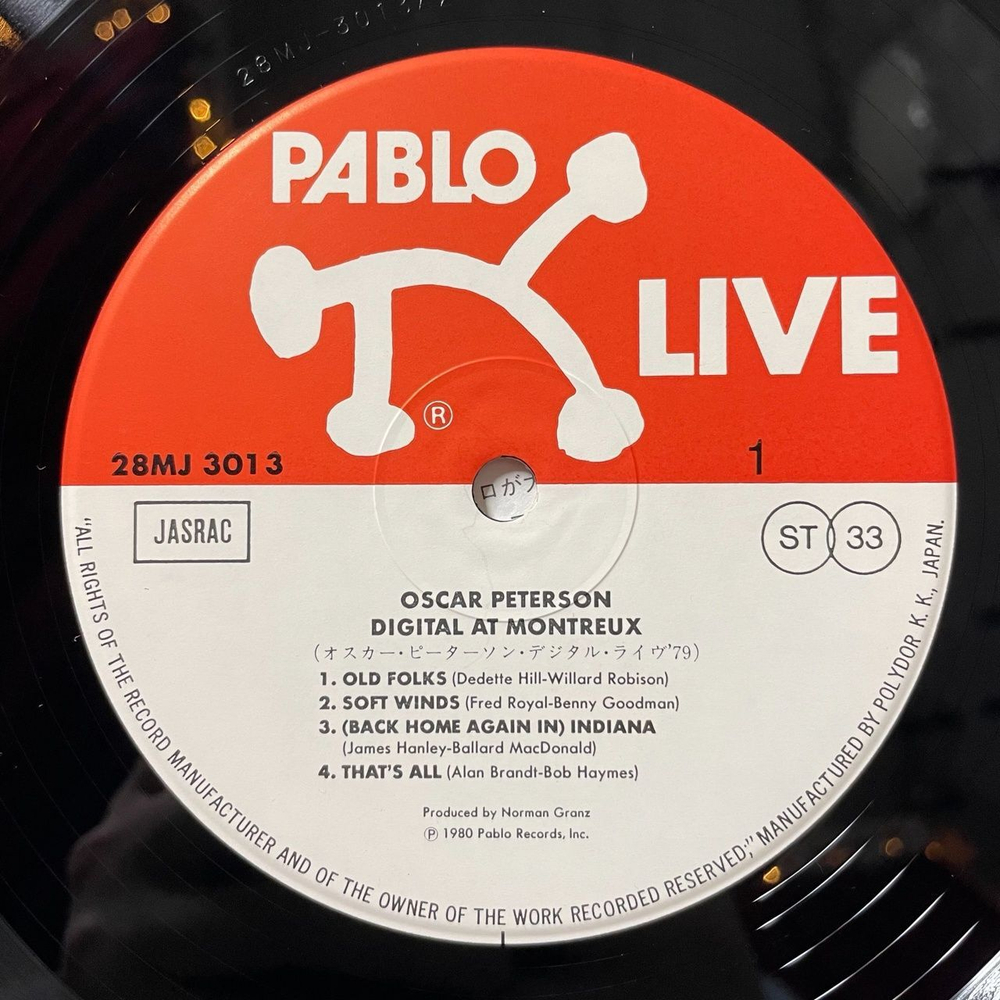 28MJ-3013
PABLO
LIVE
®
28MJ 3013
1
ロが
JASRAC
ST 33
OSCAR PETERSON
DIGITAL AT MONTREUX
(オスカー・ピーターソン・デジタル・ライヴ'79)
1. OLD FOLKS (Dedette Hill-Willard Robison)
2. SOFT WINDS (Fred Royal-Benny Goodman)
3. (BACK HOME AGAIN IN) INDIANA
(James Hanley-Ballard MacDonald)
4. THAT'S ALL (Alan Brandt-Bob Haymes)
Produced by Norman Granz
Ⓟ 1980 Pablo Records, Inc.
"ALL RIGHTS OF THE RECORD MANUFACTURER AND OF THE OWNER OF THE WORK RECORDED RESERVED;" MANUFACTURED BY POLYDOR K. K., JAPAN.